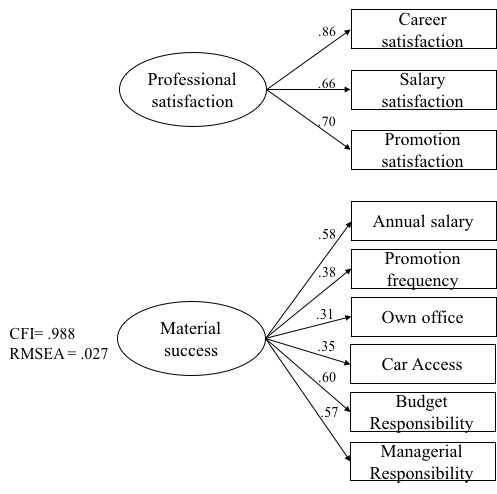 Professional
satisfaction
.86
.66
.70
Career
satisfaction
Salary
satisfaction
Promotion
satisfaction
CFI= .988
RMSEA = .027
Material
success
.58
.38
.31
.35
.60
.57
Annual salary
Promotion
frequency
Own office
Car Access
Budget
Responsibility
Managerial
Responsibility